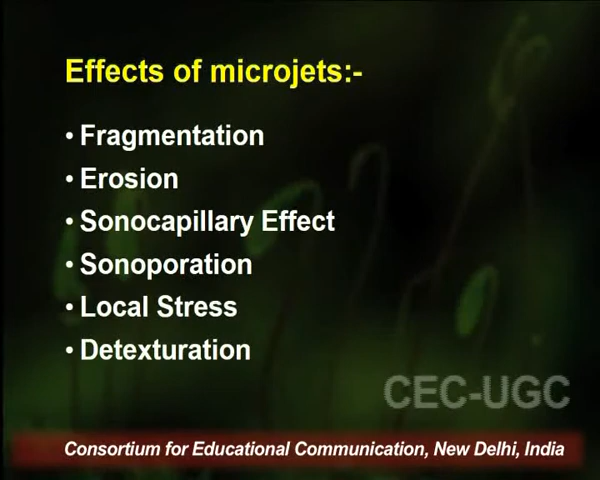 Effects of microjets:-
• Fragmentation
• Erosion
• Sonocapillary Effect
• Sonoporation
• Local Stress
• Detexturation
CEC-UGC
Consortium for Educational Communication, New Delhi, India